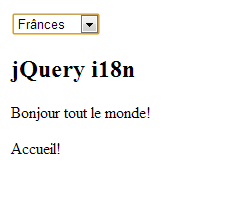 Frânces
jQuery i18n
Bonjour tout le monde!
Accueil!